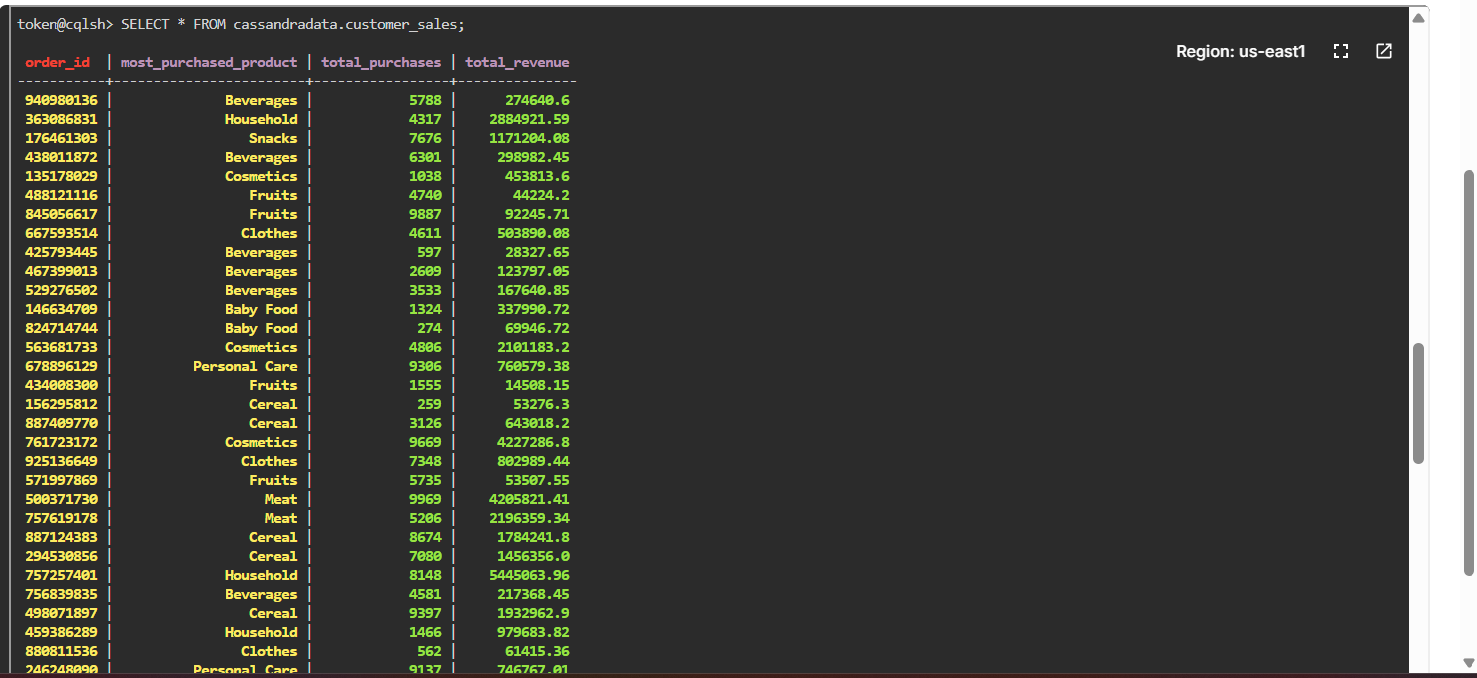 token@cqlsh> SELECT * FROM cassandradata.customer_sales;
Region: us-east1
order_id | most_purchased_product | total_purchases | total_revenue
-----------+------------------------+-----------------+---------------
940980136 | Beverages | 5788 | 274640.6
363086831 | Household | 4317 | 2884921.59
176461303 | Snacks | 7676 | 1171204.08
438011872 | Beverages | 6301 | 298982.45
135178029 | Cosmetics | 1038 | 453813.6
488121116 | Fruits | 4740 | 44224.2
845056617 | Fruits | 9887 | 92245.71
667593514 | Clothes | 4611 | 503890.08
425793445 | Beverages | 597 | 28327.65
467399013 | Beverages | 2609 | 123797.05
529276502 | Beverages | 3533 | 167640.85
146634709 | Baby Food | 1324 | 337990.72
824714744 | Baby Food | 274 | 69946.72
563681733 | Cosmetics | 4806 | 2101183.2
678896129 | Personal Care | 9306 | 760579.38
434008300 | Fruits | 1555 | 14508.15
156295812 | Cereal | 259 | 53276.3
887409770 | Cereal | 3126 | 643018.2
761723172 | Cosmetics | 9669 | 4227286.8
925136649 | Clothes | 7348 | 802989.44
571997869 | Fruits | 5735 | 53507.55
500371730 | Meat | 9969 | 4205821.41
757619178 | Meat | 5206 | 2196359.34
887124383 | Cereal | 8674 | 1784241.8
294530856 | Cereal | 7080 | 1456356.0
757257401 | Household | 8148 | 5445063.96
756839835 | Beverages | 4581 | 217368.45
498071897 | Cereal | 9397 | 1932962.9
459386289 | Household | 1466 | 979683.82
880811536 | Clothes | 562 | 61415.36
246248090 | Personal Care | 9137 | 746767.01